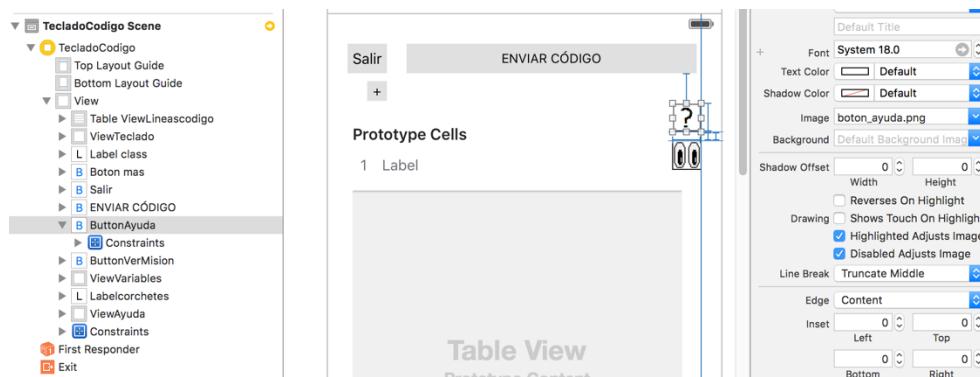 TecladoCodigo Scene
TecladoCodigo
Top Layout Guide
Bottom Layout Guide
View
Table ViewLineascodigo
ViewTeclado
L Label class
B Boton mas
B Salir
B ENVIAR CÓDIGO
B ButtonAyuda
Constraints
B ButtonVerMision
ViewVariables
L Labelcorchetes
ViewAyuda
Constraints
First Responder
Exit
Salir
ENVIAR CÓDIGO
+
?
Prototype Cells
1 Label
Table View
Prototype Content
Default Title
+ Font System 18.0
Text Color Default
Shadow Color Default
Image boton_ayuda.png
Background Default Background Imag
Shadow Offset 0 0
Width Height
Reverses On Highlight
Drawing Shows Touch On Highligh
Highlighted Adjusts Image
Disabled Adjusts Image
Line Break Truncate Middle
Edge Content
Inset 0 0
Left Top
0 0
Bottom Right